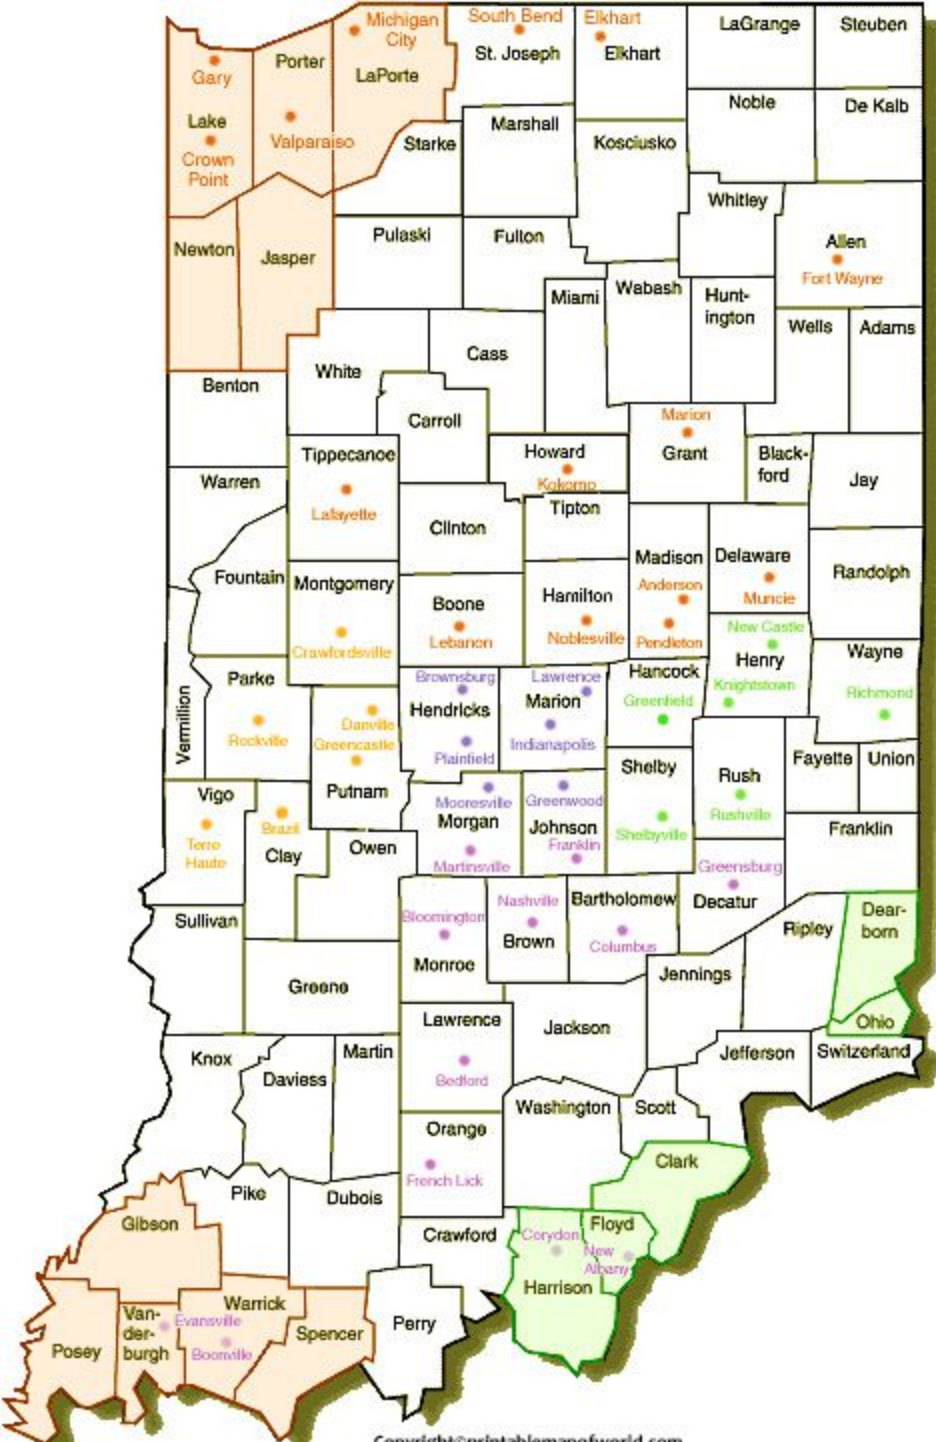 Michigan
City
South Bend
Elkhart
LaGrange
Steuben
St. Joseph
Elkhart
Porter
LaPorte
Gary
Noble
De Kalb
Lake
Marshall
Valparaiso
Starke
Kosciusko
Crown
Point
Whitley
Newton
Jasper
Pulaski
Fulton
Allen
Fort Wayne
Miami
Wabash
Hunt-
ington
Wells
Adams
Cass
White
Benton
Carroll
Marion
Grant
Tippecanoe
Howard
Kokomo
Black-
ford
Jay
Warren
Lafayette
Clinton
Tipton
Madison
Delaware
Randolph
Fountain
Montgomery
Boone
Hamilton
Anderson
Muncie
Lebanon
Noblesville
Pendleton
New Castle
Crawfordsville
Henry
Wayne
Parke
Brownsburg
Lawrence
Hancock
Knightstown
Richmond
Hendricks
Marion
Greenfield
Vermillion
Rockville
Danville
Greencastle
Plainfield
Indianapolis
Shelby
Rush
Fayette
Union
Vigo
Putnam
Mooresville
Greenwood
Rushville
Brazil
Morgan
Johnson
Shelbyville
Franklin
Terre
Haute
Clay
Owen
Martinsville
Franklin
Greensburg
Decatur
Sullivan
Bloomington
Nashville
Bartholomew
Dear-
born
Ripley
Brown
Columbus
Monroe
Jennings
Greene
Lawrence
Jackson
Ohio
Knox
Martin
Jefferson
Switzerland
Daviess
Bedford
Washington
Scott
Orange
Clark
French Lick
Pike
Dubois
Gibson
Crawford
Corydon
Floyd
New
Albany
Harrison
Warrick
Van-
der-
burgh
Evansville
Spencer
Perry
Posey
Boonville
Copyright©printablemapofworld.com